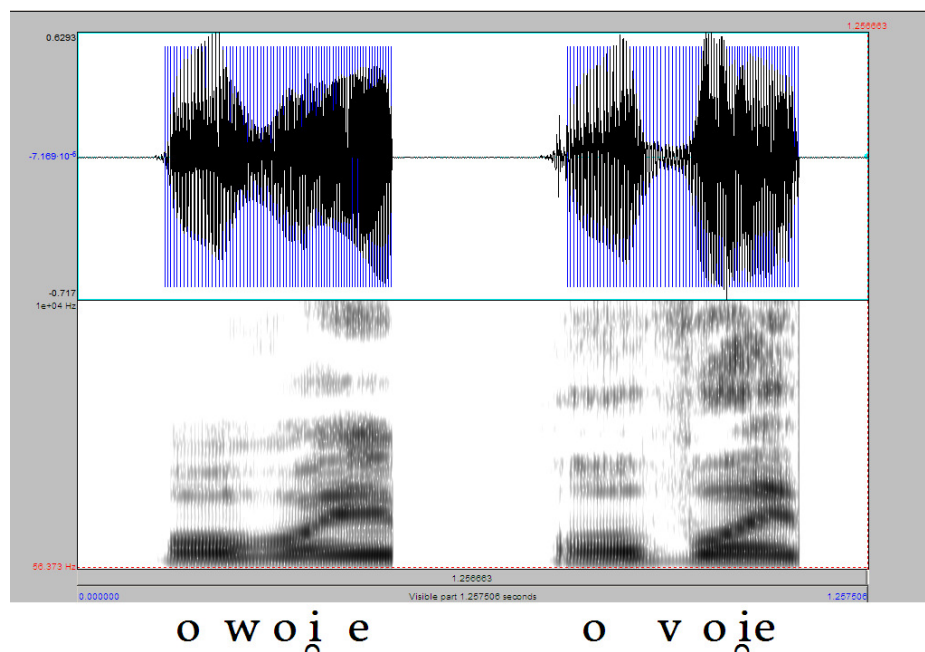 1.256663
0.6293
-7.169·10⁻⁶
-0.717
1e+04 Hz
56.373 Hz
1.256663
0.000000 Visible part 1.257506 seconds 1.257506
o w o i̯ e o v o i̯e